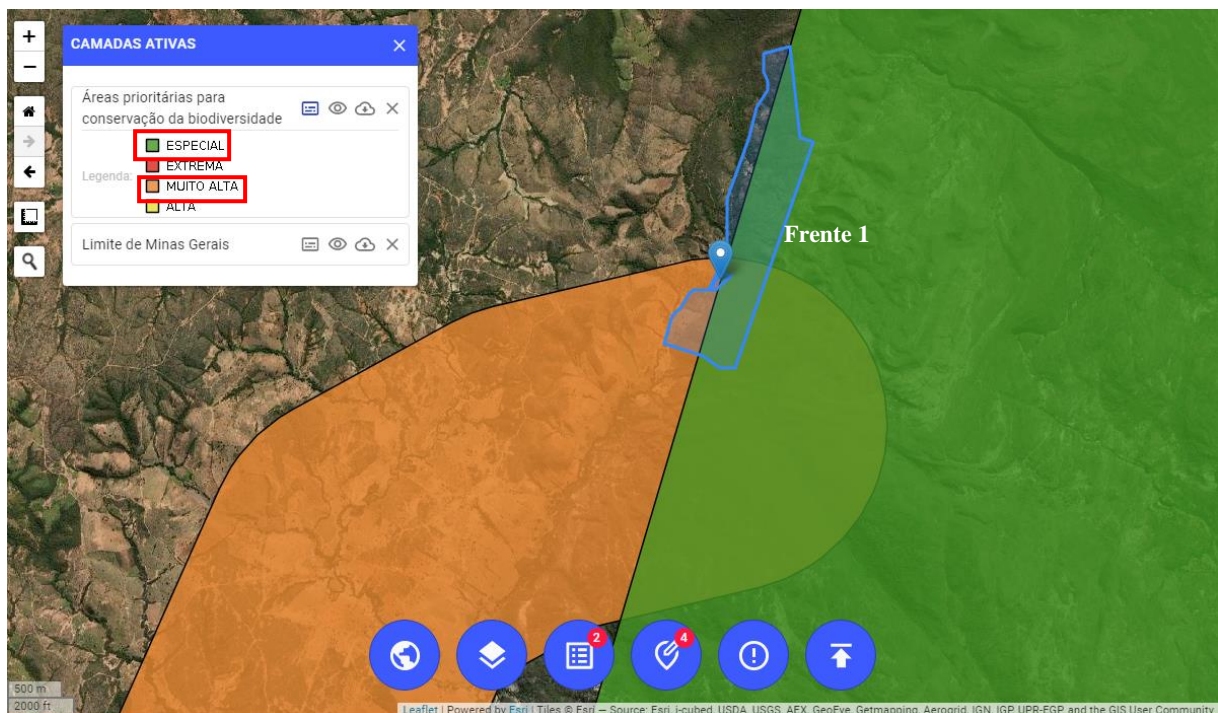 +
CAMADAS ATIVAS
×
−
Áreas prioritárias para
conservação da biodiversidade
ESPECIAL
EXTREMA
Legenda:
MUITO ALTA
ALTA
Limite de Minas Gerais
Frente 1
2
4
500 m
2000 ft
Leaflet | Powered by Esri | Tiles © Esri — Source: Esri, i-cubed, USDA, USGS, AEX, GeoEye, Getmapping, Aerogrid, IGN, IGP, UPR-EGP, and the GIS User Community